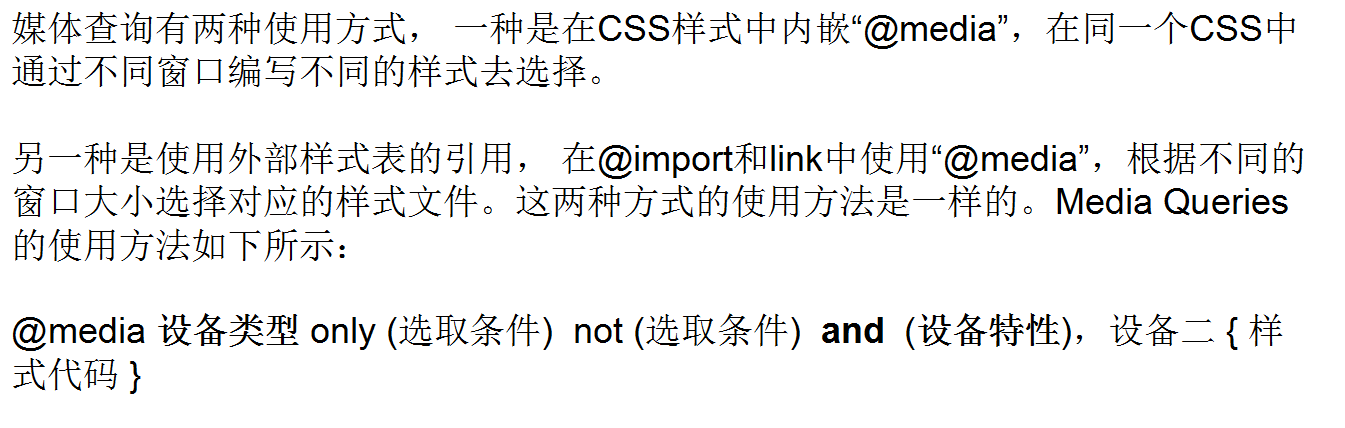 媒体查询有两种使用方式， 一种是在CSS样式中内嵌“@media”，在同一个CSS中
通过不同窗口编写不同的样式去选择。
另一种是使用外部样式表的引用， 在@import和link中使用“@media”，根据不同的
窗口大小选择对应的样式文件。这两种方式的使用方法是一样的。Media Queries
的使用方法如下所示：
@media 设备类型 only (选取条件)  not (选取条件)  and  (设备特性)，设备二 { 样
式代码 }